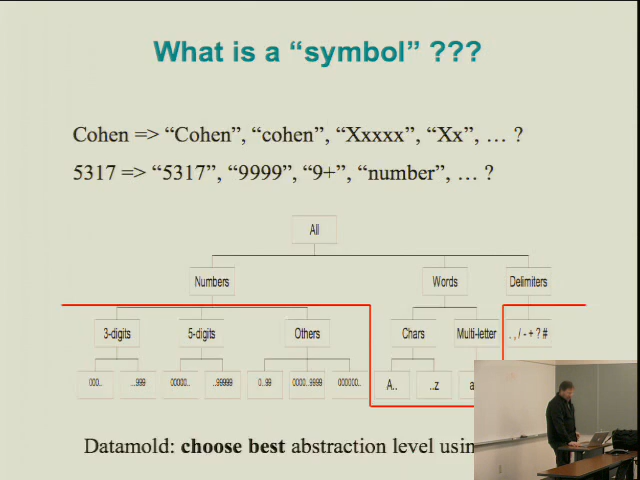 What is a “symbol” ???
Cohen => “Cohen”, “cohen”, “Xxxxx”, “Xx”, … ?
5317 => “5317”, “9999”, “9+”, “number”, … ?
All
Numbers Words Delimiters
3-digits 5-digits Others Chars Multi-letter . , / - + ? #
000.. ...999 00000.. ..99999 0..99 0000..9999 000000.. A.. ..z
Datamold: choose best abstraction level using